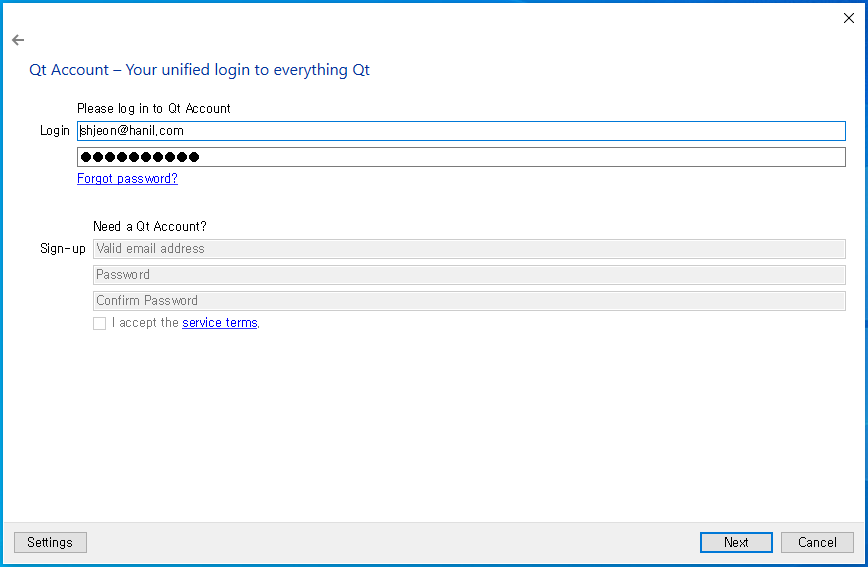 Qt Account – Your unified login to everything Qt
Please log in to Qt Account
Login shjeon@hanil.com
●●●●●●●●●●
Forgot password?
Need a Qt Account?
Sign-up Valid email address
Password
Confirm Password
I accept the service terms.
Settings Next Cancel